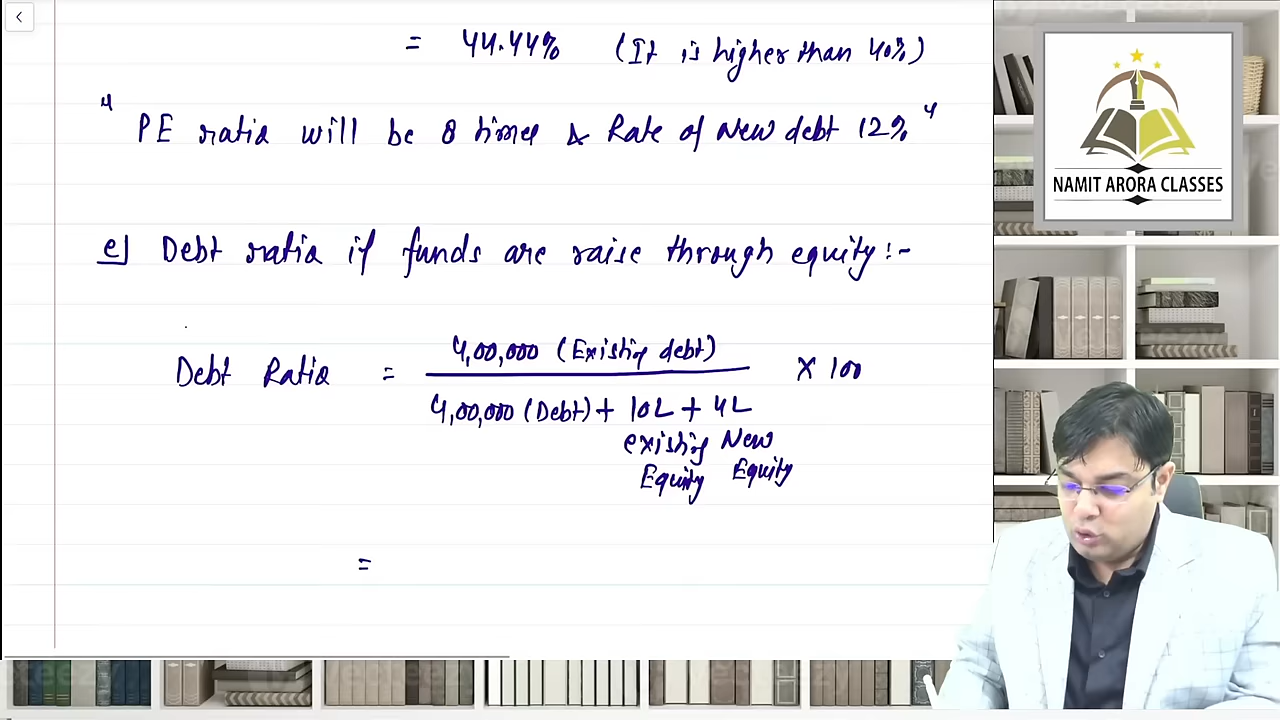 = 44.44% (It is higher than 40%)
" PE ratio will be 8 times & Rate of New debt 12% "
e] Debt ratio if funds are raise through equity :-
Debt Ratio = 4,00,000 (Existing debt) X 100
4,00,000 (Debt) + 10L + 4L
existing New
Equity Equity
=
NAMIT ARORA CLASSES